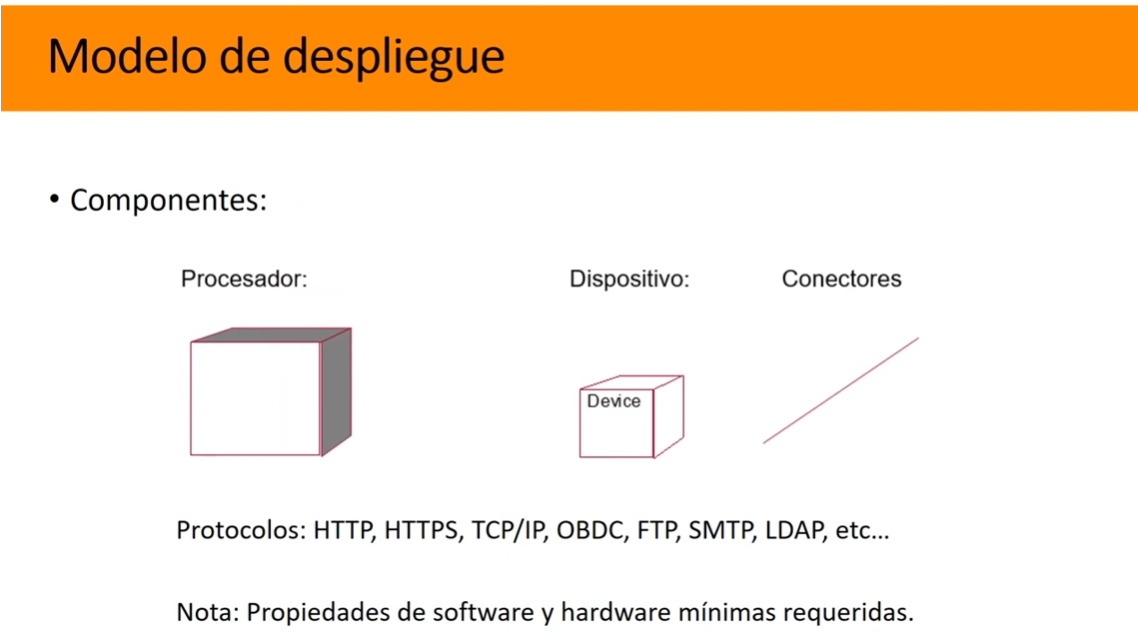 Modelo de despliegue
• Componentes:
Procesador:
Dispositivo:
Conectores
Device
Protocolos: HTTP, HTTPS, TCP/IP, OBDC, FTP, SMTP, LDAP, etc...
Nota: Propiedades de software y hardware mínimas requeridas.